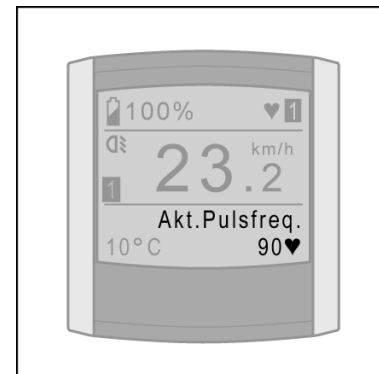 100% ♥ 1
km/h
23.2
1
Akt.Pulsfreq.
10°C 90♥